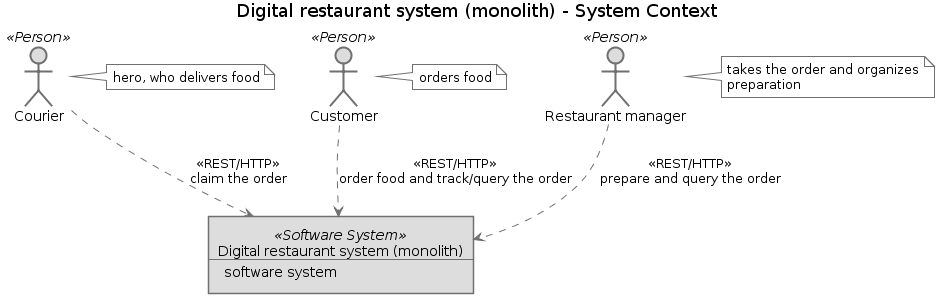 Digital restaurant system (monolith) - System Context
«Person»
hero, who delivers food
Courier
«Person»
orders food
Customer
«Person»
takes the order and organizes
preparation
Restaurant manager
«REST/HTTP»
claim the order
«REST/HTTP»
order food and track/query the order
«REST/HTTP»
prepare and query the order
«Software System»
Digital restaurant system (monolith)
software system